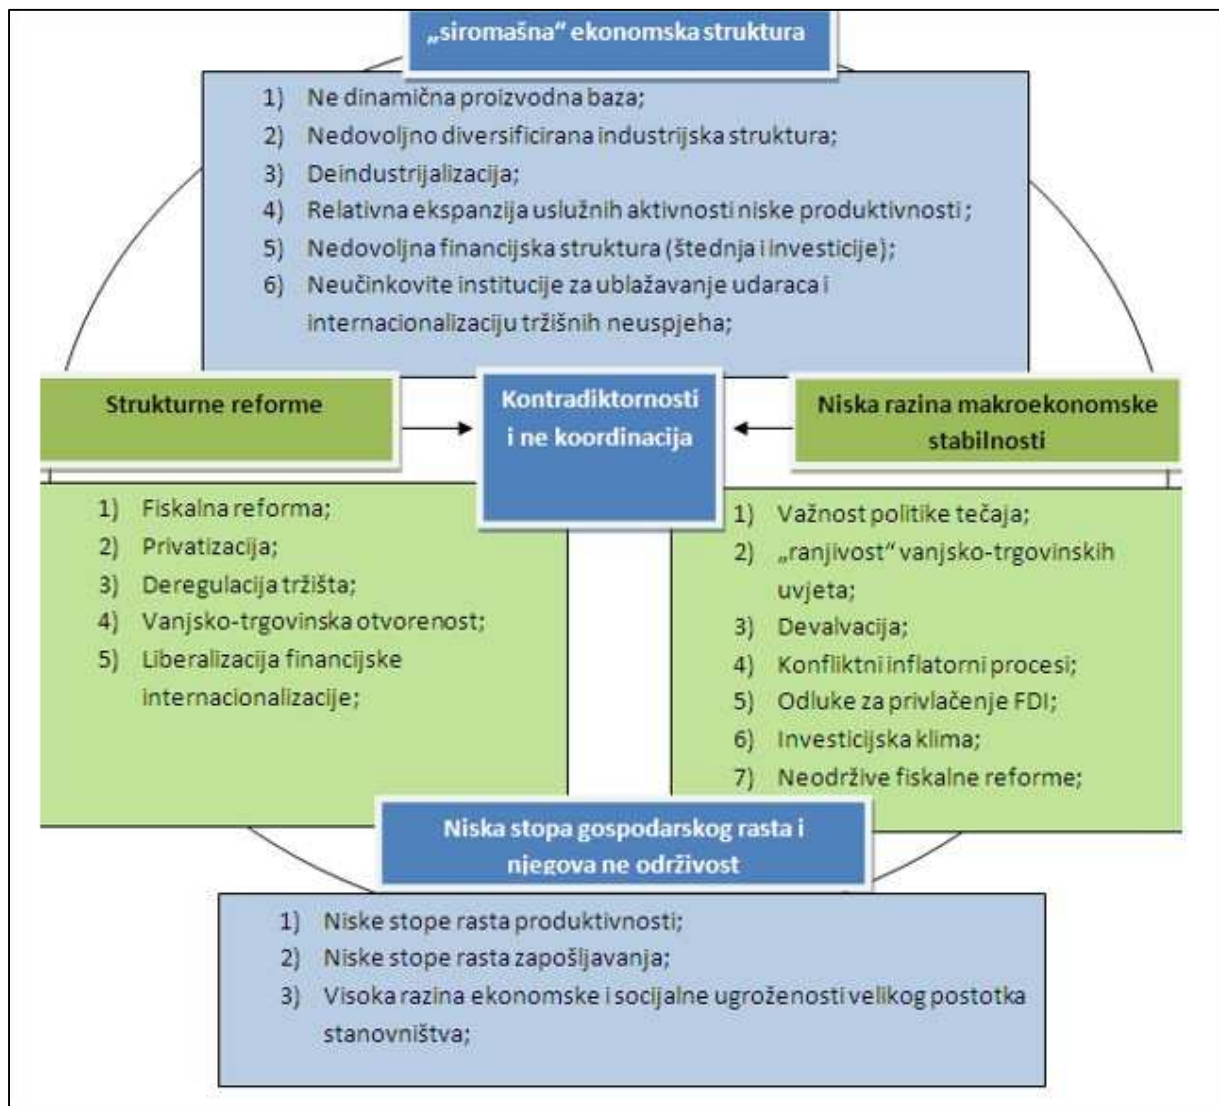 „siromašna“ ekonomska struktura
1) Ne dinamična proizvodna baza;
2) Nedovoljno diversificirana industrijska struktura;
3) Deindustrijalizacija;
4) Relativna ekspanzija uslužnih aktivnosti niske produktivnosti ;
5) Nedovoljna financijska struktura (štednja i investicije);
6) Neučinkovite institucije za ublažavanje udaraca i
internacionalizaciju tržišnih neuspjeha;
Strukturne reforme
Kontradiktornosti
i ne koordinacija
Niska razina makroekonomske
stabilnosti
1) Fiskalna reforma;
2) Privatizacija;
3) Deregulacija tržišta;
4) Vanjsko-trgovinska otvorenost;
5) Liberalizacija financijske
internacionalizacije;
1) Važnost politike tečaja;
2) „ranjivost“ vanjsko-trgovinskih
uvjeta;
3) Devalvacija;
4) Konfliktni inflatorni procesi;
5) Odluke za privlačenje FDI;
6) Investicijska klima;
7) Neodržive fiskalne reforme;
Niska stopa gospodarskog rasta i
njegova ne održivost
1) Niske stope rasta produktivnosti;
2) Niske stope rasta zapošljavanja;
3) Visoka razina ekonomske i socijalne ugroženosti velikog postotka
stanovništva;